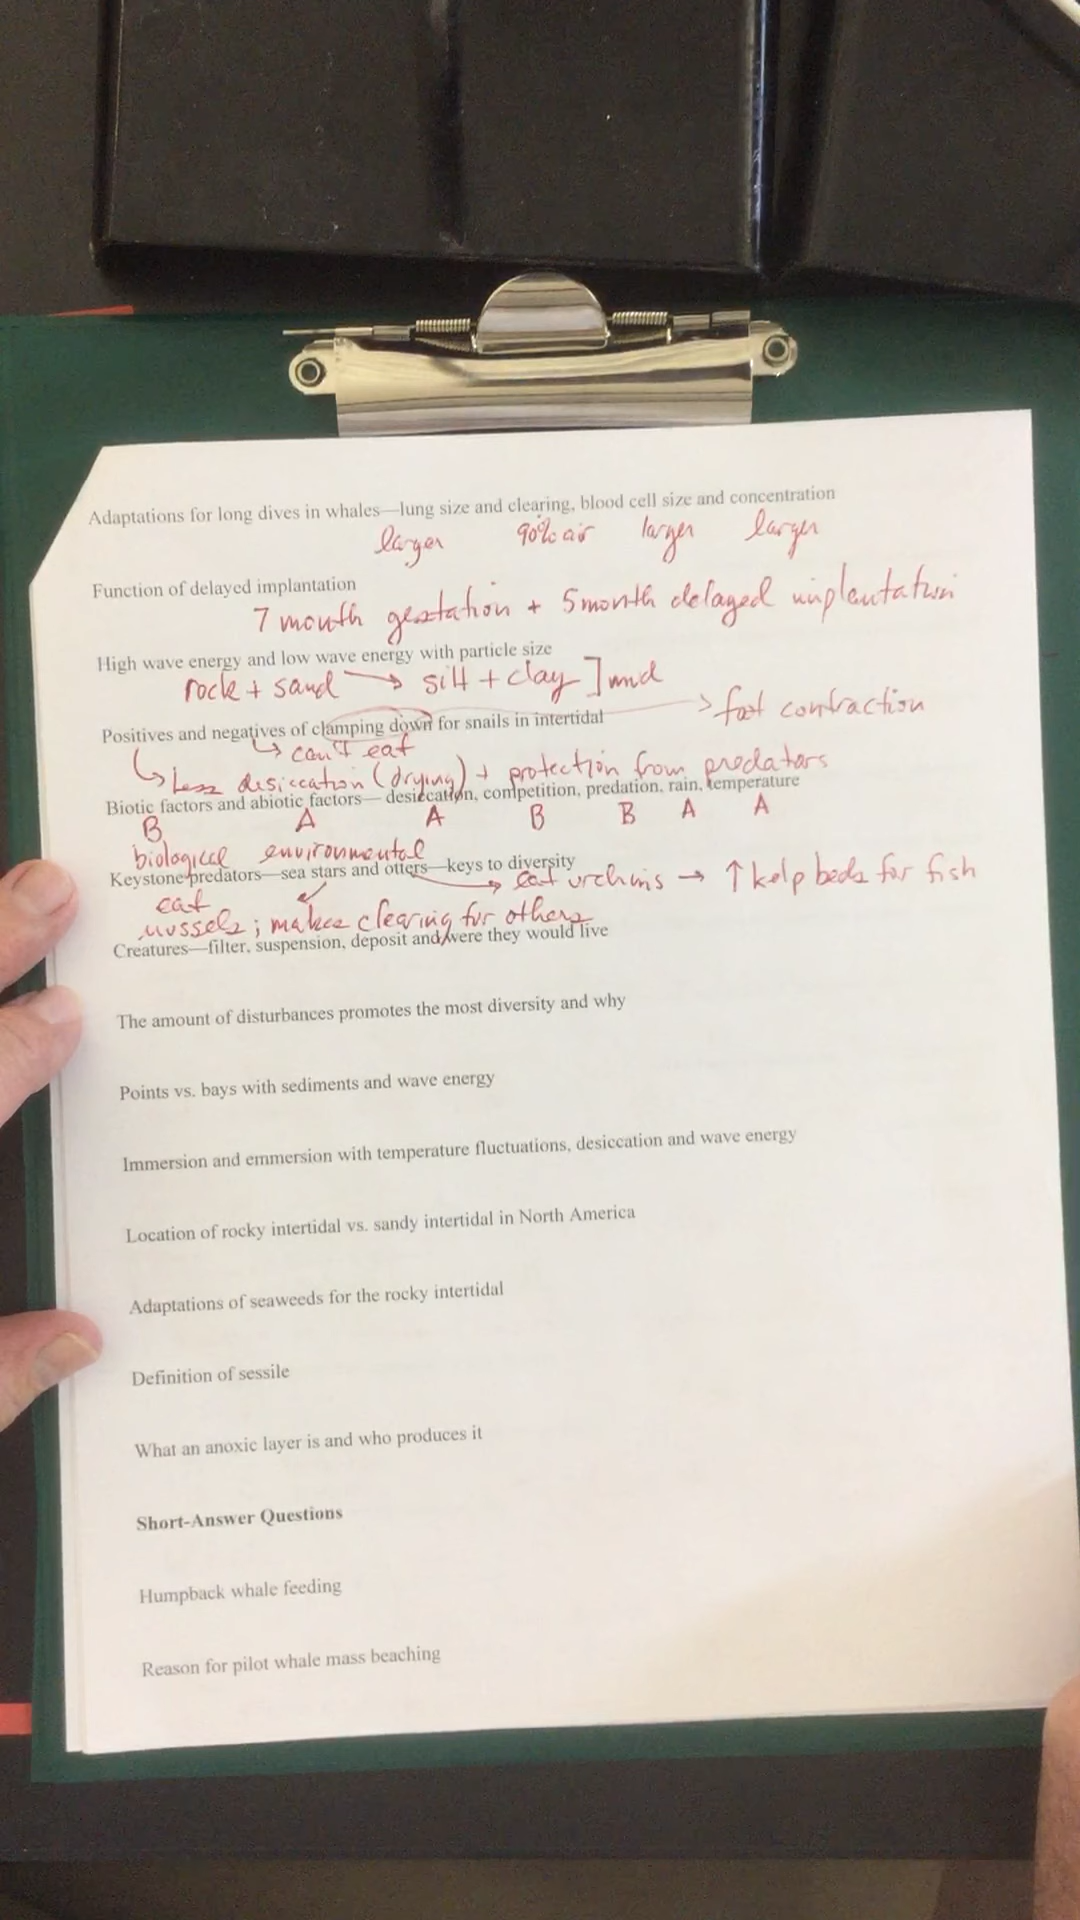 Adaptations for long dives in whales—lung size and clearing, blood cell size and concentration
larger 90% air larger larger
Function of delayed implantation
7 month gestation + 5 month delayed implantation
High wave energy and low wave energy with particle size
rock + sand → silt + clay ] mud
Positives and negatives of clamping down for snails in intertidal → foot contraction
↳ can't eat
↳ Less desiccation (drying) + protection from predators
Biotic factors and abiotic factors— desiccation, competition, predation, rain, temperature
B A A B B A A
biological environmental
Keystone predators—sea stars and otters—keys to diversity
→ eat urchins → ↑ kelp beds for fish
eat
mussels; makes clearing for others
Creatures—filter, suspension, deposit and were they would live
The amount of disturbances promotes the most diversity and why
Points vs. bays with sediments and wave energy
Immersion and emmersion with temperature fluctuations, desiccation and wave energy
Location of rocky intertidal vs. sandy intertidal in North America
Adaptations of seaweeds for the rocky intertidal
Definition of sessile
What an anoxic layer is and who produces it
Short-Answer Questions
Humpback whale feeding
Reason for pilot whale mass beaching